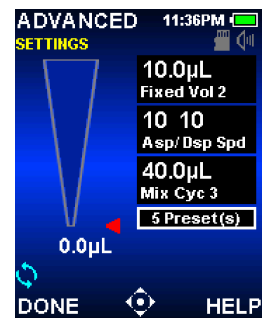 ADVANCED 11:36PM
SETTINGS
10.0µL
Fixed Vol 2
10 10
Asp/Dsp Spd
40.0µL
Mix Cyc 3
5 Preset(s)
0.0µL
DONE HELP